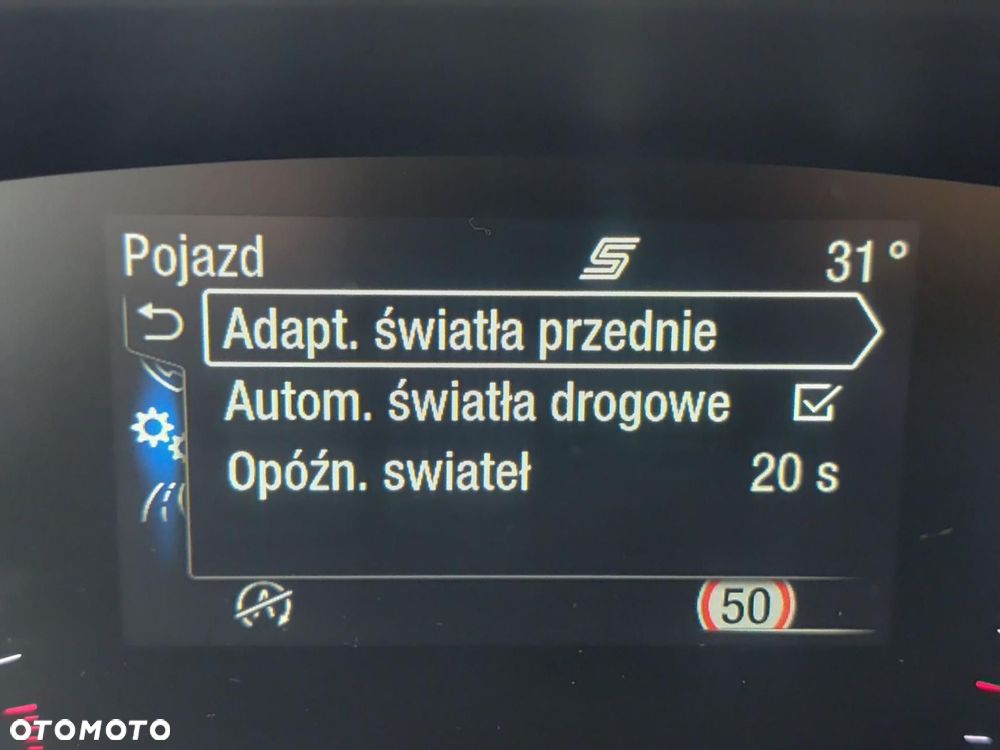 Pojazd S 31°
Adapt. światła przednie
Autom. światła drogowe
Opóźn. swiateł 20 s
A 50
OTOMOTO